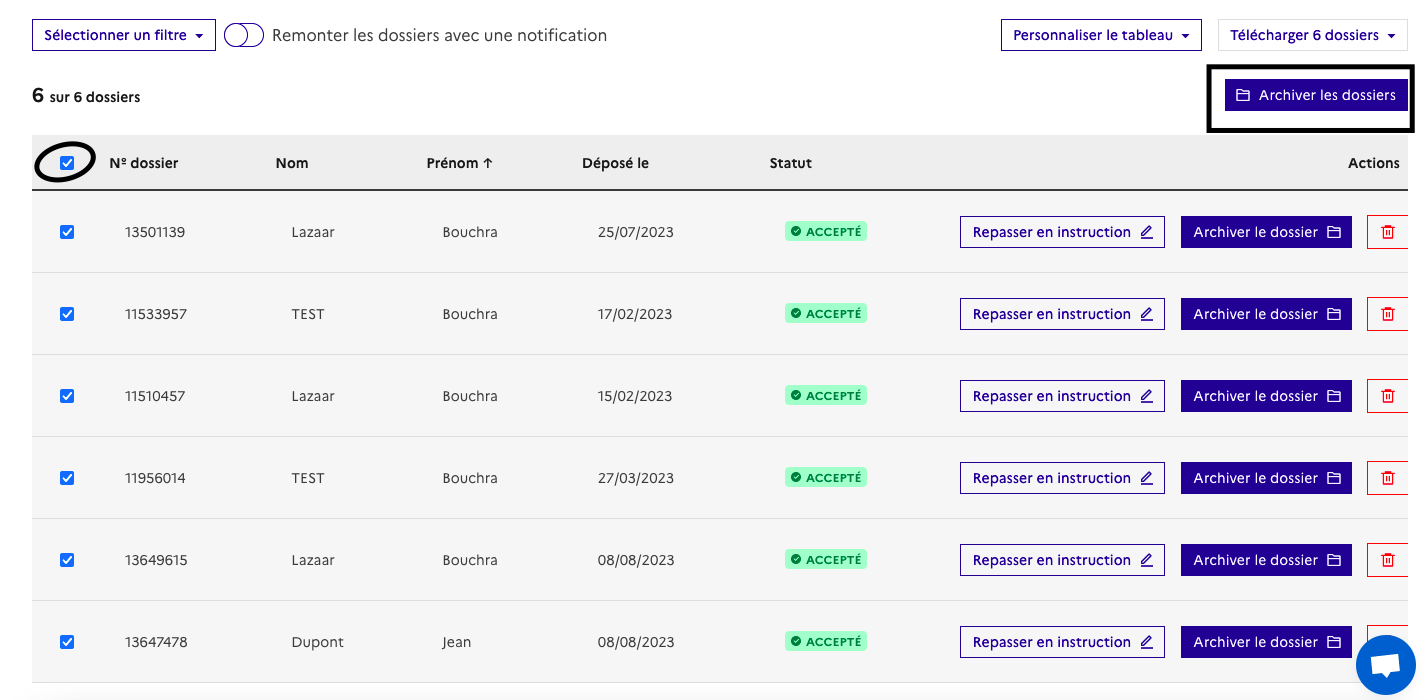 Sélectionner un filtre Remonter les dossiers avec une notification Personnaliser le tableau Télécharger 6 dossiers
6 sur 6 dossiers Archiver les dossiers
Nº dossier Nom Prénom ↑ Déposé le Statut Actions
13501139 Lazaar Bouchra 25/07/2023 ACCEPTÉ Repasser en instruction Archiver le dossier
11533957 TEST Bouchra 17/02/2023 ACCEPTÉ Repasser en instruction Archiver le dossier
11510457 Lazaar Bouchra 15/02/2023 ACCEPTÉ Repasser en instruction Archiver le dossier
11956014 TEST Bouchra 27/03/2023 ACCEPTÉ Repasser en instruction Archiver le dossier
13649615 Lazaar Bouchra 08/08/2023 ACCEPTÉ Repasser en instruction Archiver le dossier
13647478 Dupont Jean 08/08/2023 ACCEPTÉ Repasser en instruction Archiver le dossier